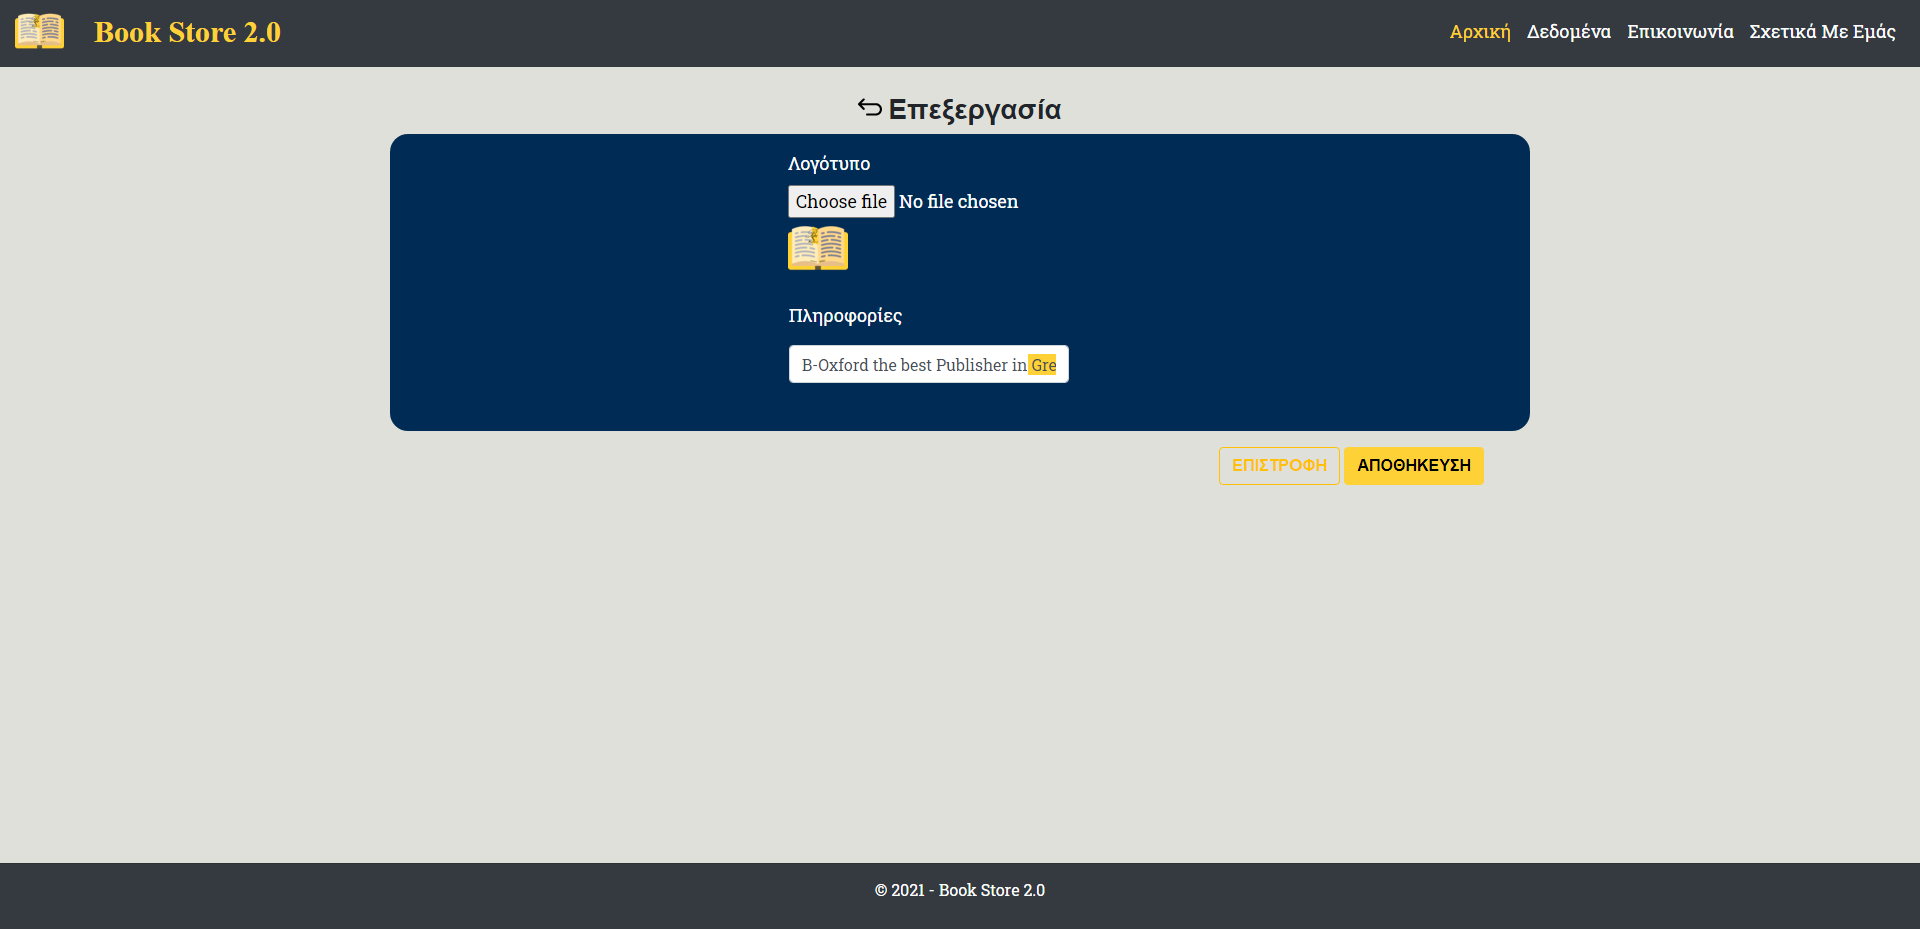 Book Store 2.0
Αρχική Δεδομένα Επικοινωνία Σχετικά Με Εμάς
Επεξεργασία
Λογότυπο
Choose file No file chosen
Πληροφορίες
B-Oxford the best Publisher in Gre
ΕΠΙΣΤΡΟΦΗ ΑΠΟΘΗΚΕΥΣΗ
© 2021 - Book Store 2.0